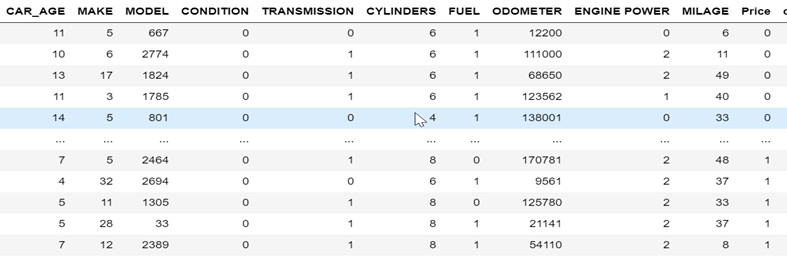 CAR_AGE MAKE MODEL CONDITION TRANSMISSION CYLINDERS FUEL ODOMETER ENGINE POWER MILAGE Price
11 5 667 0 0 6 1 12200 0 6 0
10 6 2774 0 1 6 1 111000 2 11 0
13 17 1824 0 1 6 1 68650 2 49 0
11 3 1785 0 1 6 1 123562 1 40 0
14 5 801 0 0 4 1 138001 0 33 0
... ... ... ... ... ... ... ... ... ... ...
7 5 2464 0 1 8 0 170781 2 48 1
4 32 2694 0 0 6 1 9561 2 37 1
5 11 1305 0 1 8 0 125780 2 33 1
5 28 33 0 1 8 1 21141 2 37 1
7 12 2389 0 1 8 1 54110 2 8 1